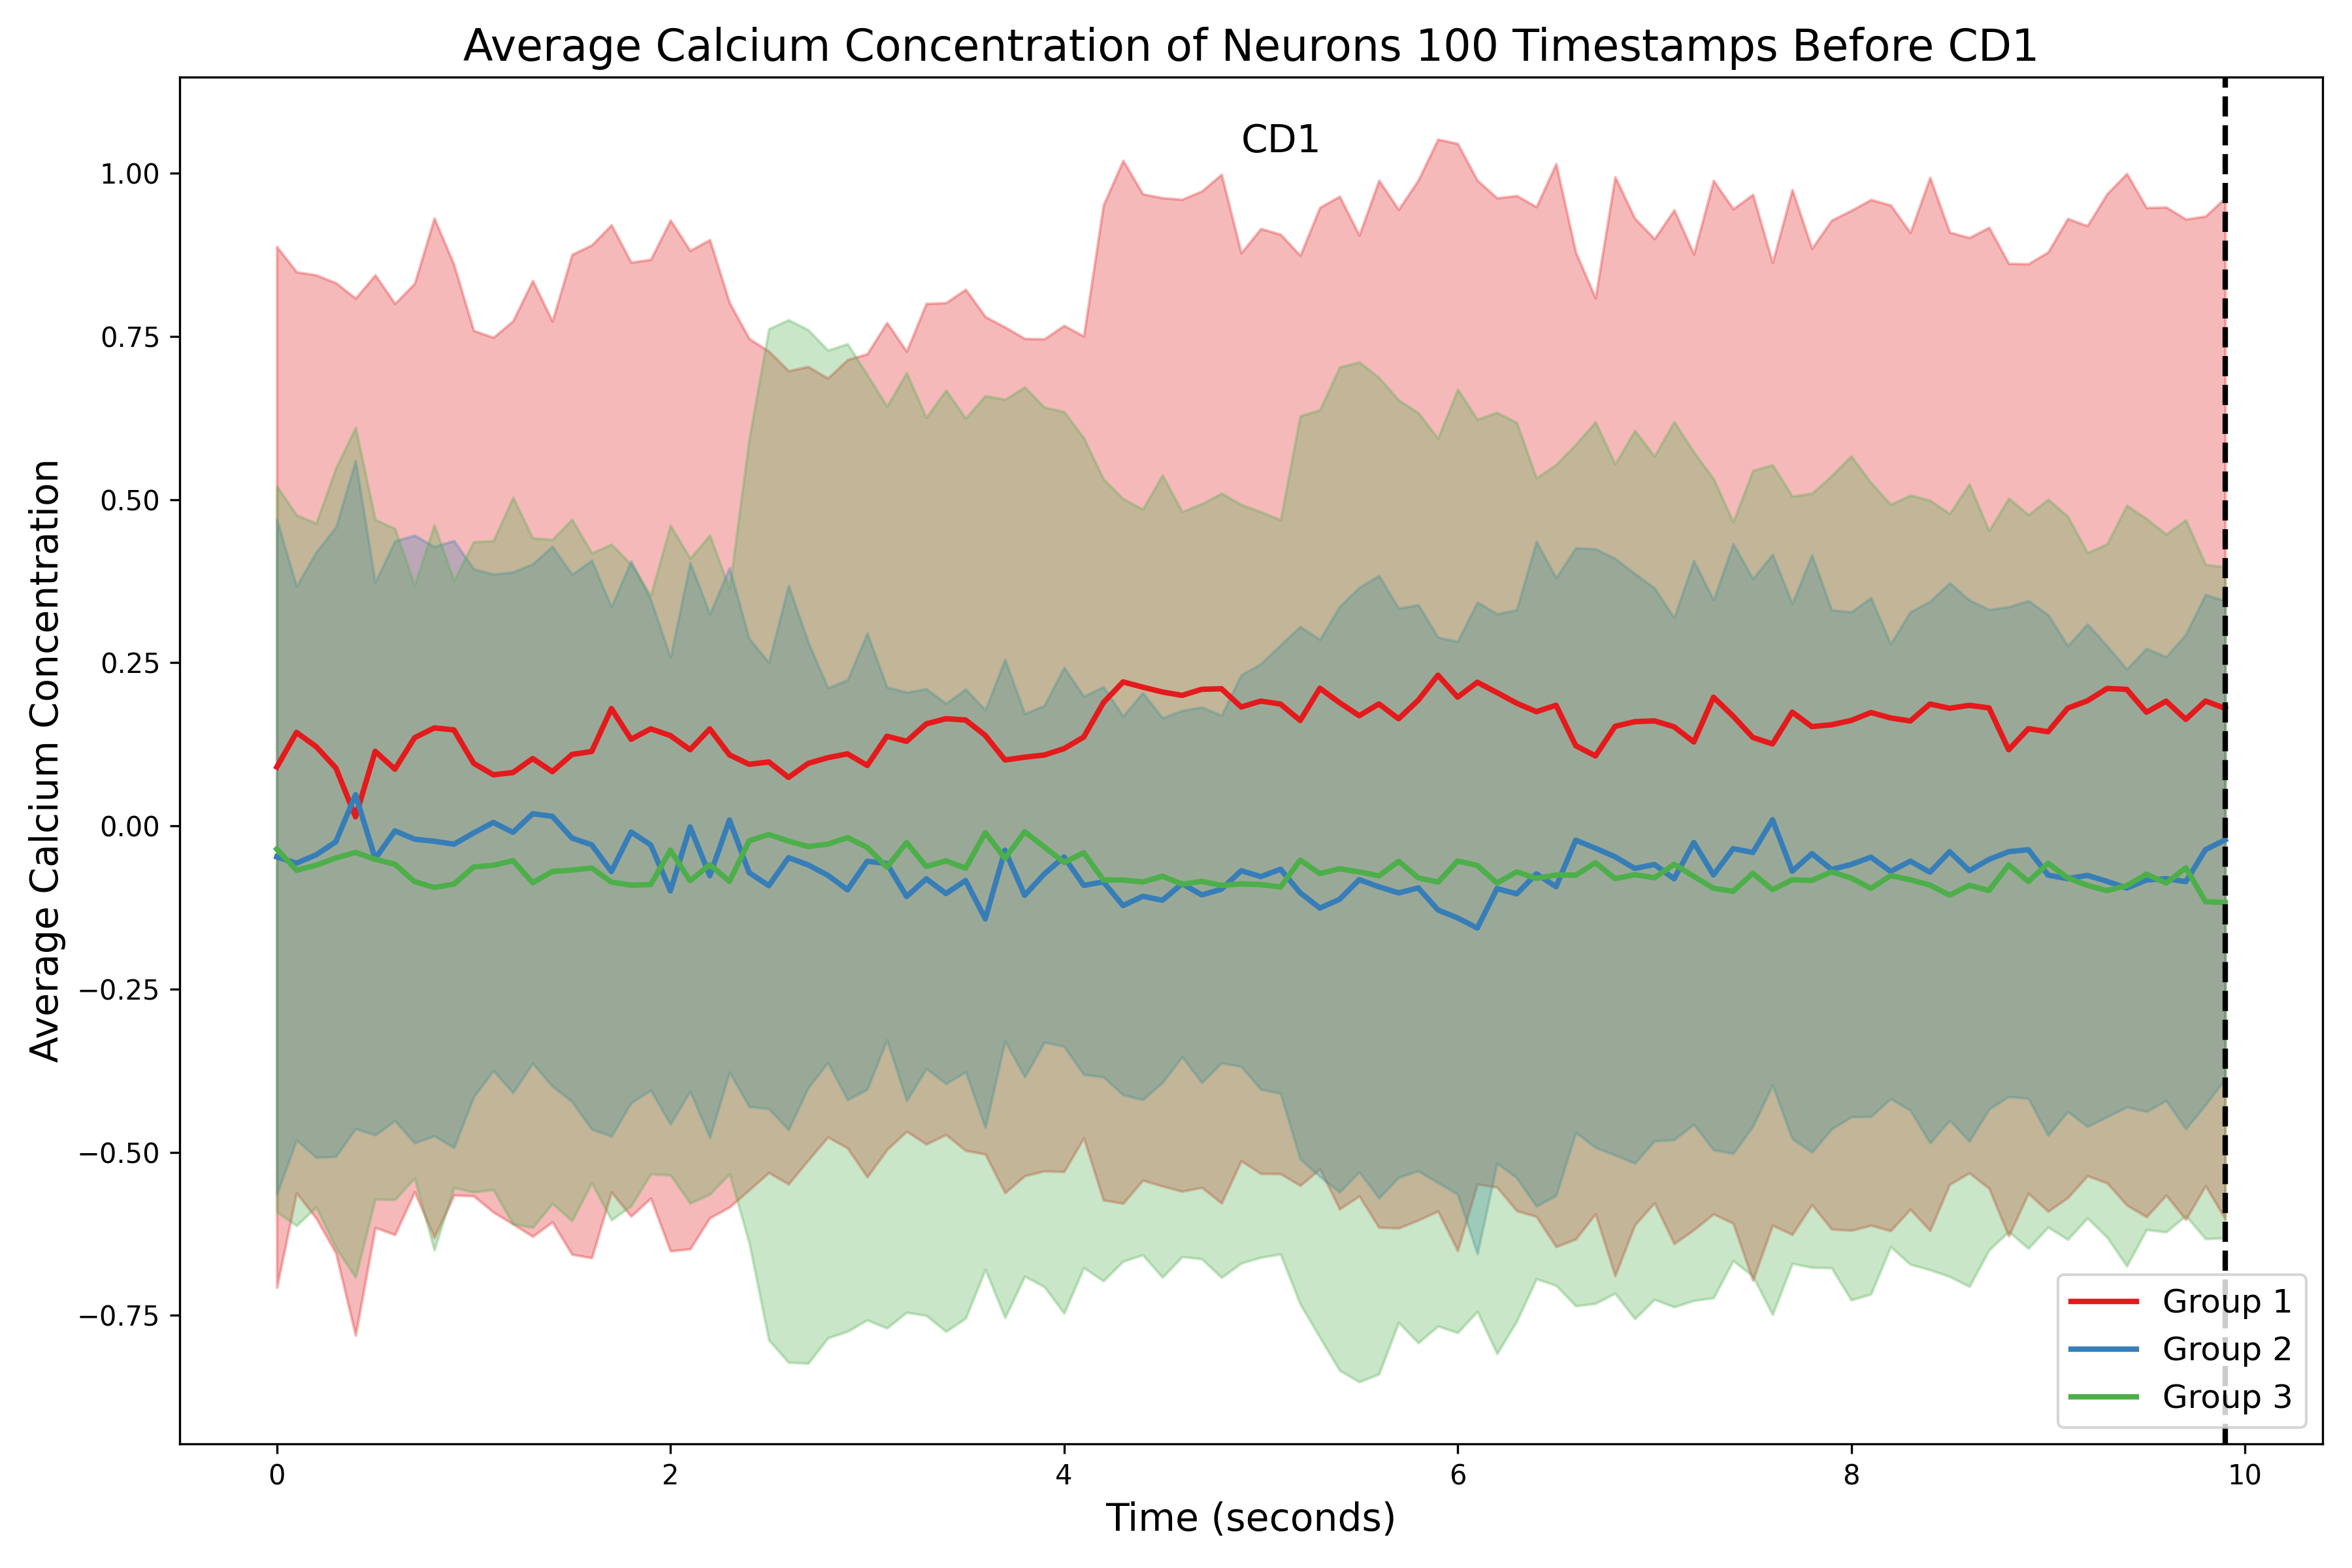 Average Calcium Concentration of Neurons 100 Timestamps Before CD1
CD1
1.00
0.75
0.50
0.25
0.00
−0.25
−0.50
−0.75
Average Calcium Concentration
0 2 4 6 8 10
Time (seconds)
Group 1
Group 2
Group 3